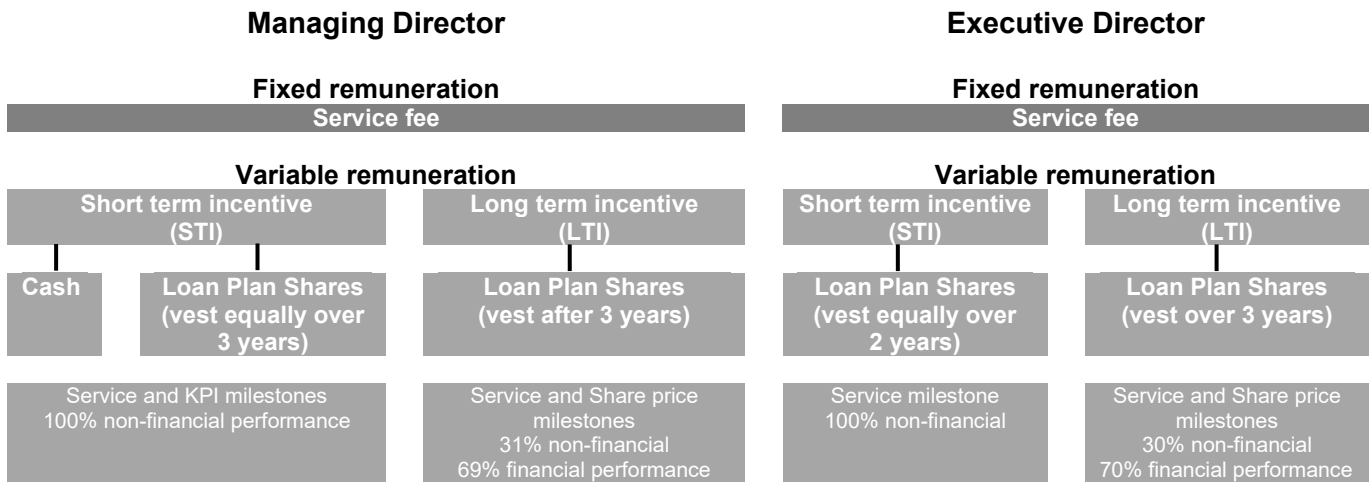 Managing Director
Fixed remuneration
Service fee
Variable remuneration
Short term incentive
(STI)
Long term incentive
(LTI)
Cash
Loan Plan Shares
(vest equally over
3 years)
Loan Plan Shares
(vest after 3 years)
Service and KPI milestones
100% non-financial performance
Service and Share price
milestones
31% non-financial
69% financial performance
Executive Director
Fixed remuneration
Service fee
Variable remuneration
Short term incentive
(STI)
Long term incentive
(LTI)
Loan Plan Shares
(vest equally over
2 years)
Loan Plan Shares
(vest over 3 years)
Service milestone
100% non-financial
Service and Share price
milestones
30% non-financial
70% financial performance